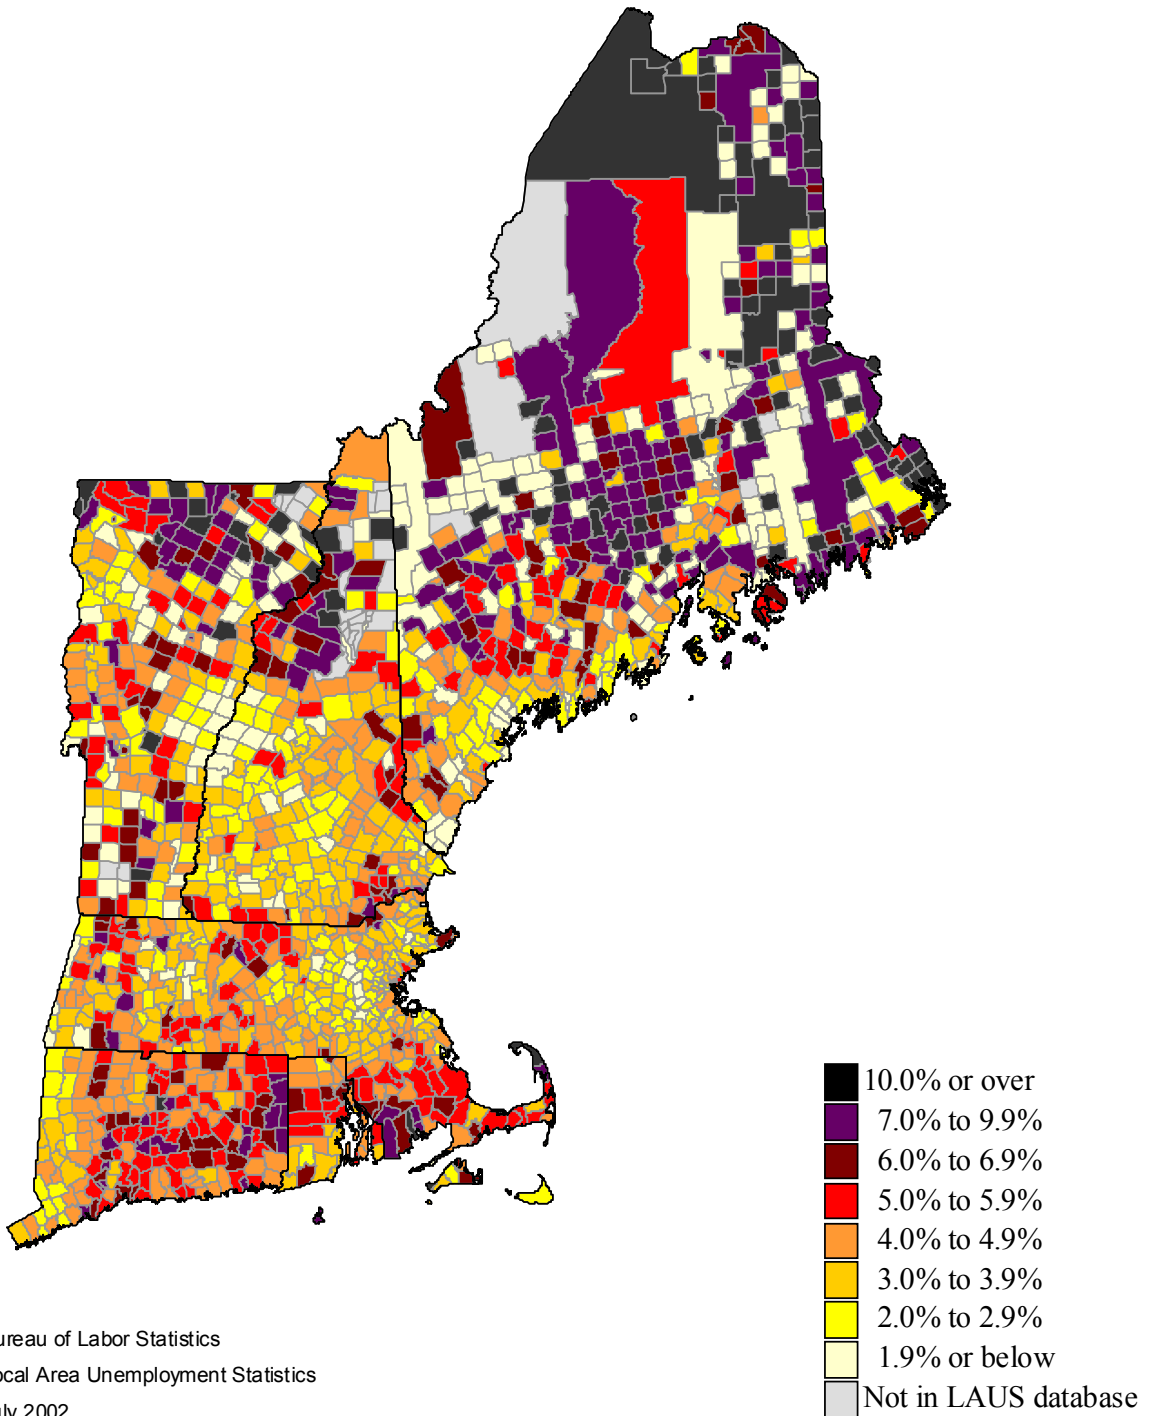 10.0% or over
7.0% to 9.9%
6.0% to 6.9%
5.0% to 5.9%
4.0% to 4.9%
3.0% to 3.9%
2.0% to 2.9%
1.9% or below
Not in LAUS database
ureau of Labor Statistics
ocal Area Unemployment Statistics
uly 2002